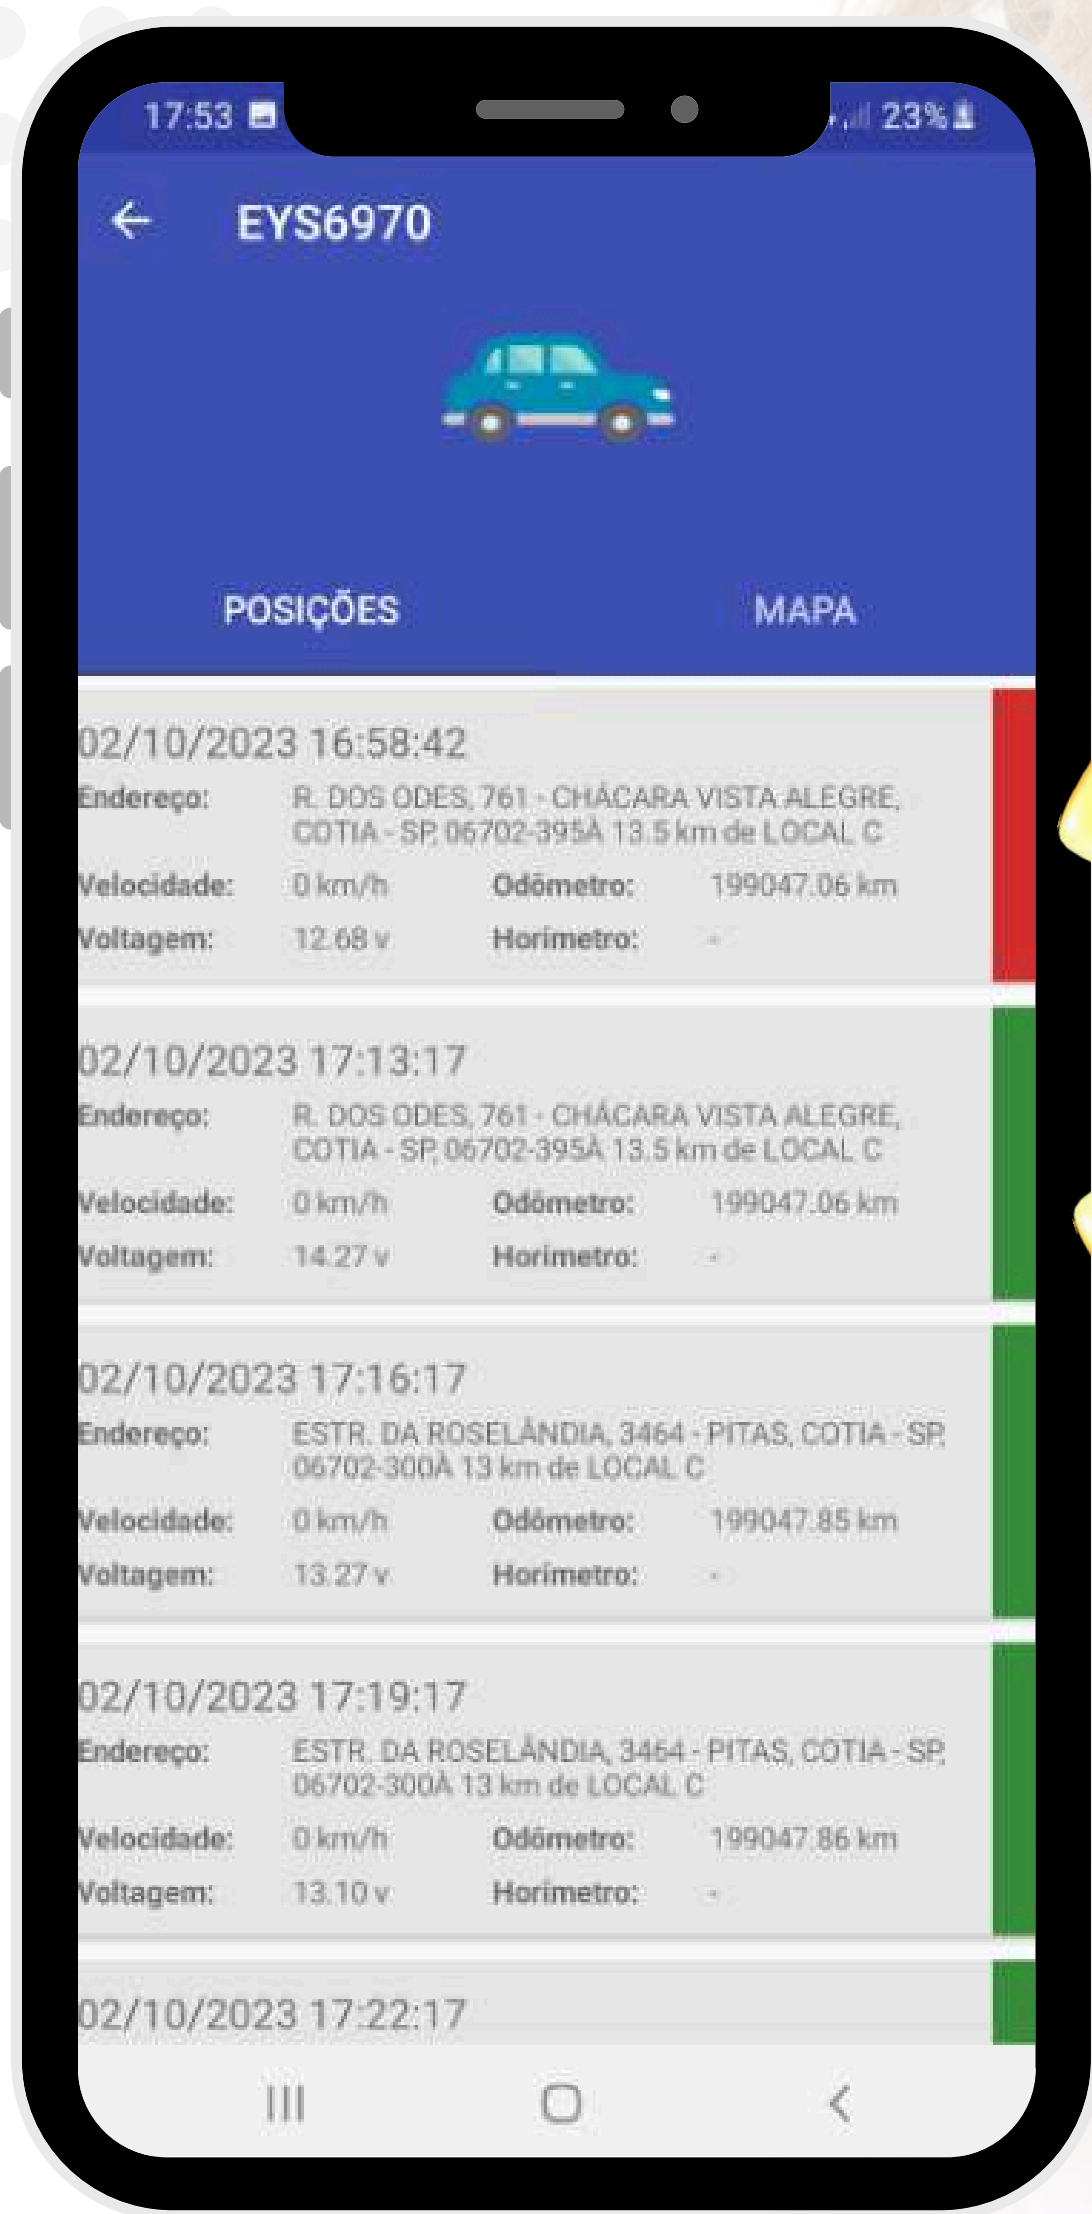 17:53 23%
EYS6970
POSIÇÕES MAPA
02/10/2023 16:58:42
Endereço: R. DOS ODES, 761 - CHÁCARA VISTA ALEGRE,
COTIA - SP, 06702-395À 13.5 km de LOCAL C
Velocidade: 0 km/h Odômetro: 199047.06 km
Voltagem: 12.68 v Horímetro: -
02/10/2023 17:13:17
Endereço: R. DOS ODES, 761 - CHÁCARA VISTA ALEGRE,
COTIA - SP, 06702-395À 13.5 km de LOCAL C
Velocidade: 0 km/h Odômetro: 199047.06 km
Voltagem: 14.27 v Horímetro: -
02/10/2023 17:16:17
Endereço: ESTR. DA ROSELÂNDIA, 3464 - PITAS, COTIA - SP,
06702-300À 13 km de LOCAL C
Velocidade: 0 km/h Odômetro: 199047.85 km
Voltagem: 13.27 v Horímetro: -
02/10/2023 17:19:17
Endereço: ESTR. DA ROSELÂNDIA, 3464 - PITAS, COTIA - SP,
06702-300À 13 km de LOCAL C
Velocidade: 0 km/h Odômetro: 199047.86 km
Voltagem: 13.10 v Horímetro: -
02/10/2023 17:22:17